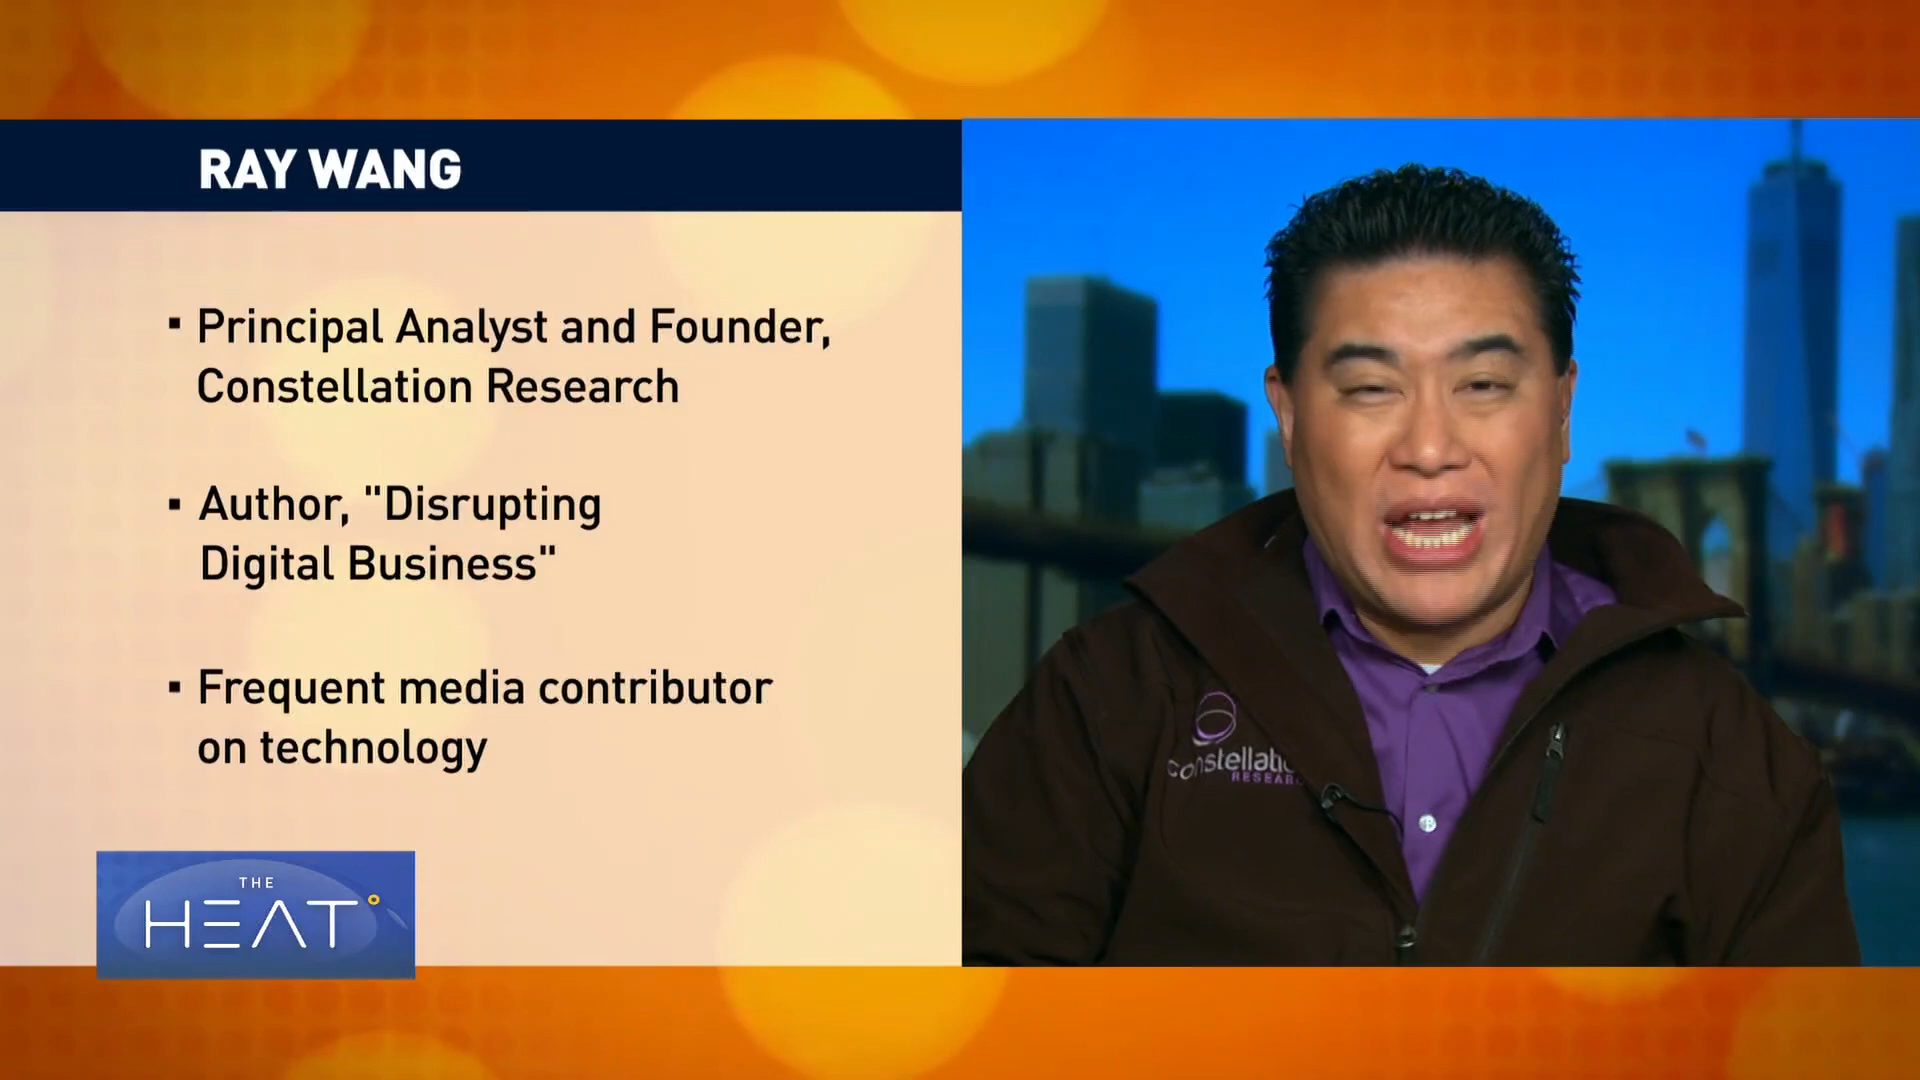 RAY WANG
▪ Principal Analyst and Founder,
Constellation Research
▪ Author, "Disrupting
Digital Business"
▪ Frequent media contributor
on technology
THE
HEAT°
RESEARC